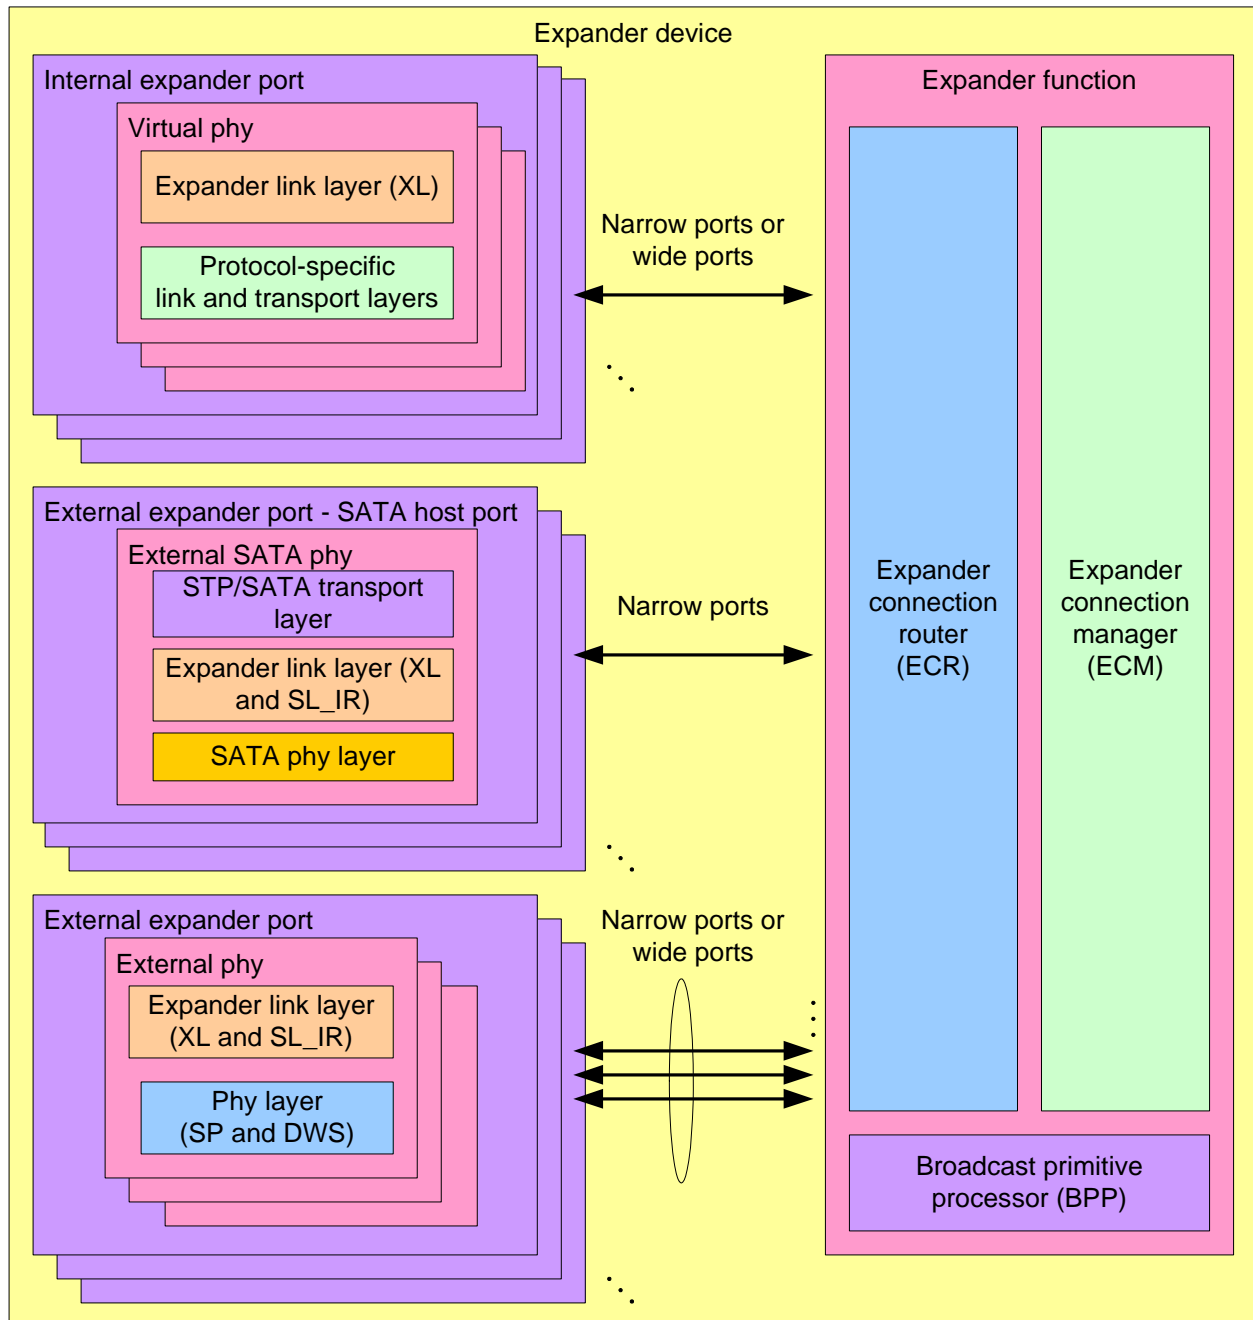 Expander device
Internal expander port
Virtual phy
Expander link layer (XL)
Protocol-specific
link and transport layers
Narrow ports or
wide ports
External expander port - SATA host port
External SATA phy
STP/SATA transport
layer
Expander link layer (XL
and SL_IR)
SATA phy layer
Narrow ports
External expander port
External phy
Expander link layer
(XL and SL_IR)
Phy layer
(SP and DWS)
Narrow ports or
wide ports
Expander function
Expander
connection
router
(ECR)
Expander
connection
manager
(ECM)
Broadcast primitive
processor (BPP)